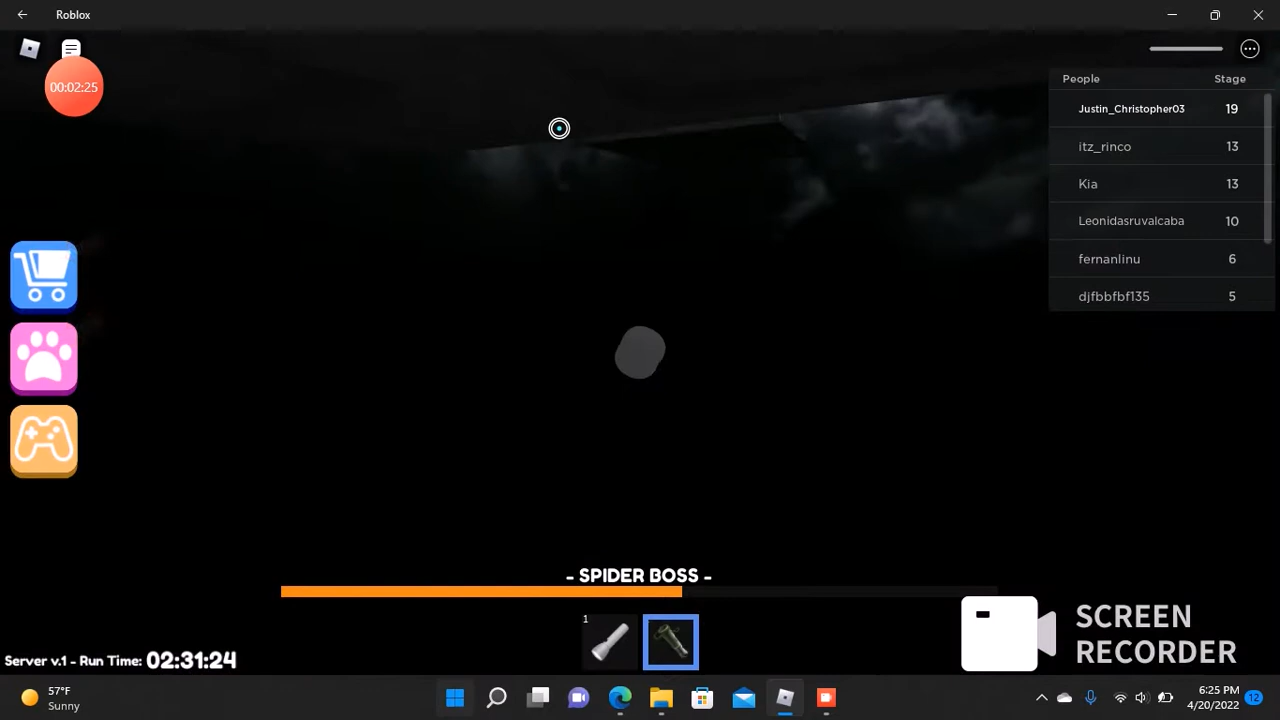 Roblox
00:02:25
People Stage
Justin_Christopher03 19
itz_rinco 13
Kia 13
Leonidasruvalcaba 10
fernanlinu 6
djfbbfbf135 5
- SPIDER BOSS -
1
SCREEN
RECORDER
Server v.1 - Run Time: 02:31:24
57°F
Sunny
6:25 PM
4/20/2022
12